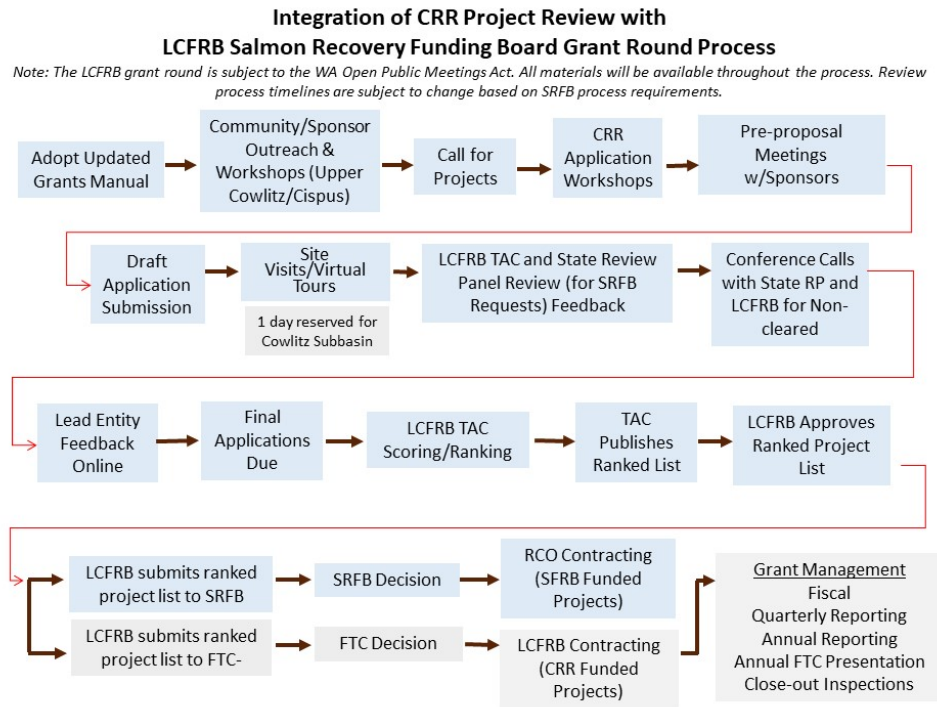 Integration of CRR Project Review with
LCFRB Salmon Recovery Funding Board Grant Round Process
Note: The LCFRB grant round is subject to the WA Open Public Meetings Act. All materials will be available throughout the process. Review
process timelines are subject to change based on SRFB process requirements.
Adopt Updated
Grants Manual
Community/Sponsor
Outreach &
Workshops (Upper
Cowlitz/Cispus)
Call for
Projects
CRR
Application
Workshops
Pre-proposal
Meetings
w/Sponsors
Draft
Application
Submission
Site
Visits/Virtual
Tours
1 day reserved for
Cowlitz Subbasin
LCFRB TAC and State Review
Panel Review (for SRFB
Requests) Feedback
Conference Calls
with State RP and
LCFRB for Non-
cleared
Lead Entity
Feedback
Online
Final
Applications
Due
LCFRB TAC
Scoring/Ranking
TAC
Publishes
Ranked List
LCFRB Approves
Ranked Project
List
LCFRB submits ranked
project list to SRFB
SRFB Decision
RCO Contracting
(SFRB Funded
Projects)
LCFRB submits ranked
project list to FTC-
FTC Decision
LCFRB Contracting
(CRR Funded
Projects)
Grant Management
Fiscal
Quarterly Reporting
Annual Reporting
Annual FTC Presentation
Close-out Inspections